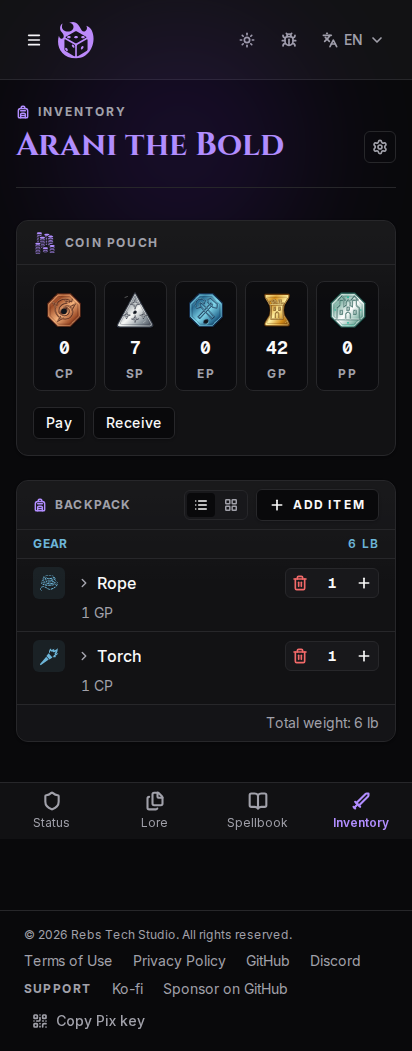 EN
INVENTORY
Arani the Bold
COIN POUCH
0 7 0 42 0
CP SP EP GP PP
Pay Receive
BACKPACK ADD ITEM
GEAR 6 LB
Rope 1
1 GP
Torch 1
1 CP
Total weight: 6 lb
Status Lore Spellbook Inventory
© 2026 Rebs Tech Studio. All rights reserved.
Terms of Use Privacy Policy GitHub Discord
SUPPORT Ko-fi Sponsor on GitHub
Copy Pix key